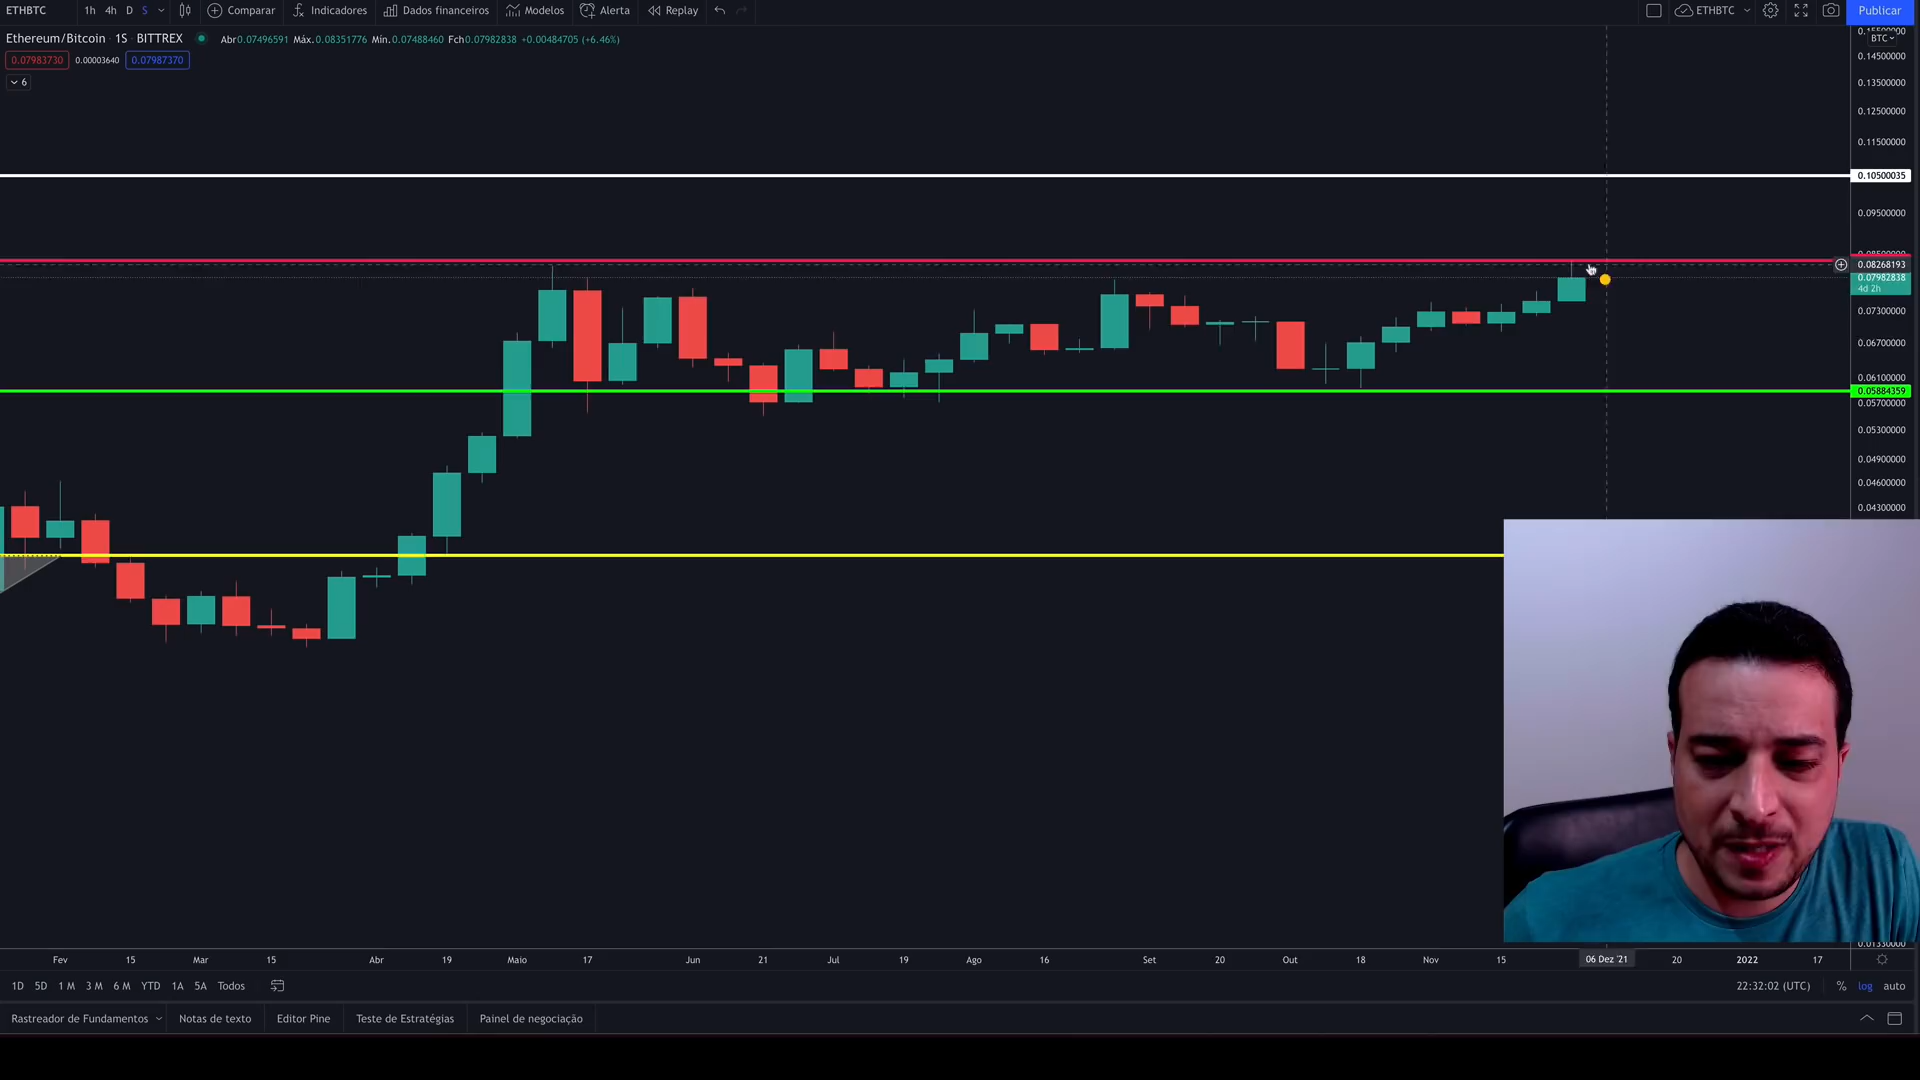 ETHBTC 1h 4h D S Comparar Indicadores Dados financeiros Modelos Alerta Replay ETHBTC Publicar
Ethereum/Bitcoin · 1S · BITTREX Abr0.07496591 Máx.0.08351776 Mín.0.07488460 Fch0.07982838 +0.00484705 (+6.46%)
BTC
0.07983730 0.00003640 0.07987370
0.14500000
6
0.13500000
0.12500000
0.11500000
0.10500035
0.09500000
0.08268193
0.07982838
4d 2h
0.07300000
0.06700000
0.06100000
0.05884359
0.05700000
0.05300000
0.04900000
0.04600000
0.04300000
Fev 15 Mar 15 Abr 19 Maio 17 Jun 21 Jul 19 Ago 16 Set 20 Out 18 Nov 15 06 Dez '21 20 2022 17
1D 5D 1M 3M 6M YTD 1A 5A Todos 22:32:02 (UTC) % log auto
Rastreador de Fundamentos Notas de texto Editor Pine Teste de Estratégias Painel de negociação